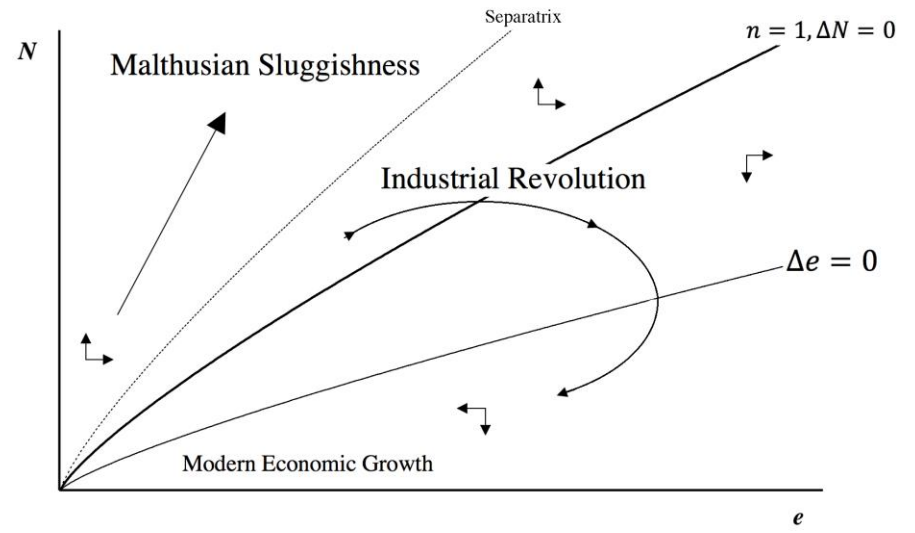 Separatrix
n = 1, ΔN = 0
N
Malthusian Sluggishness
Industrial Revolution
Δe = 0
Modern Economic Growth
e